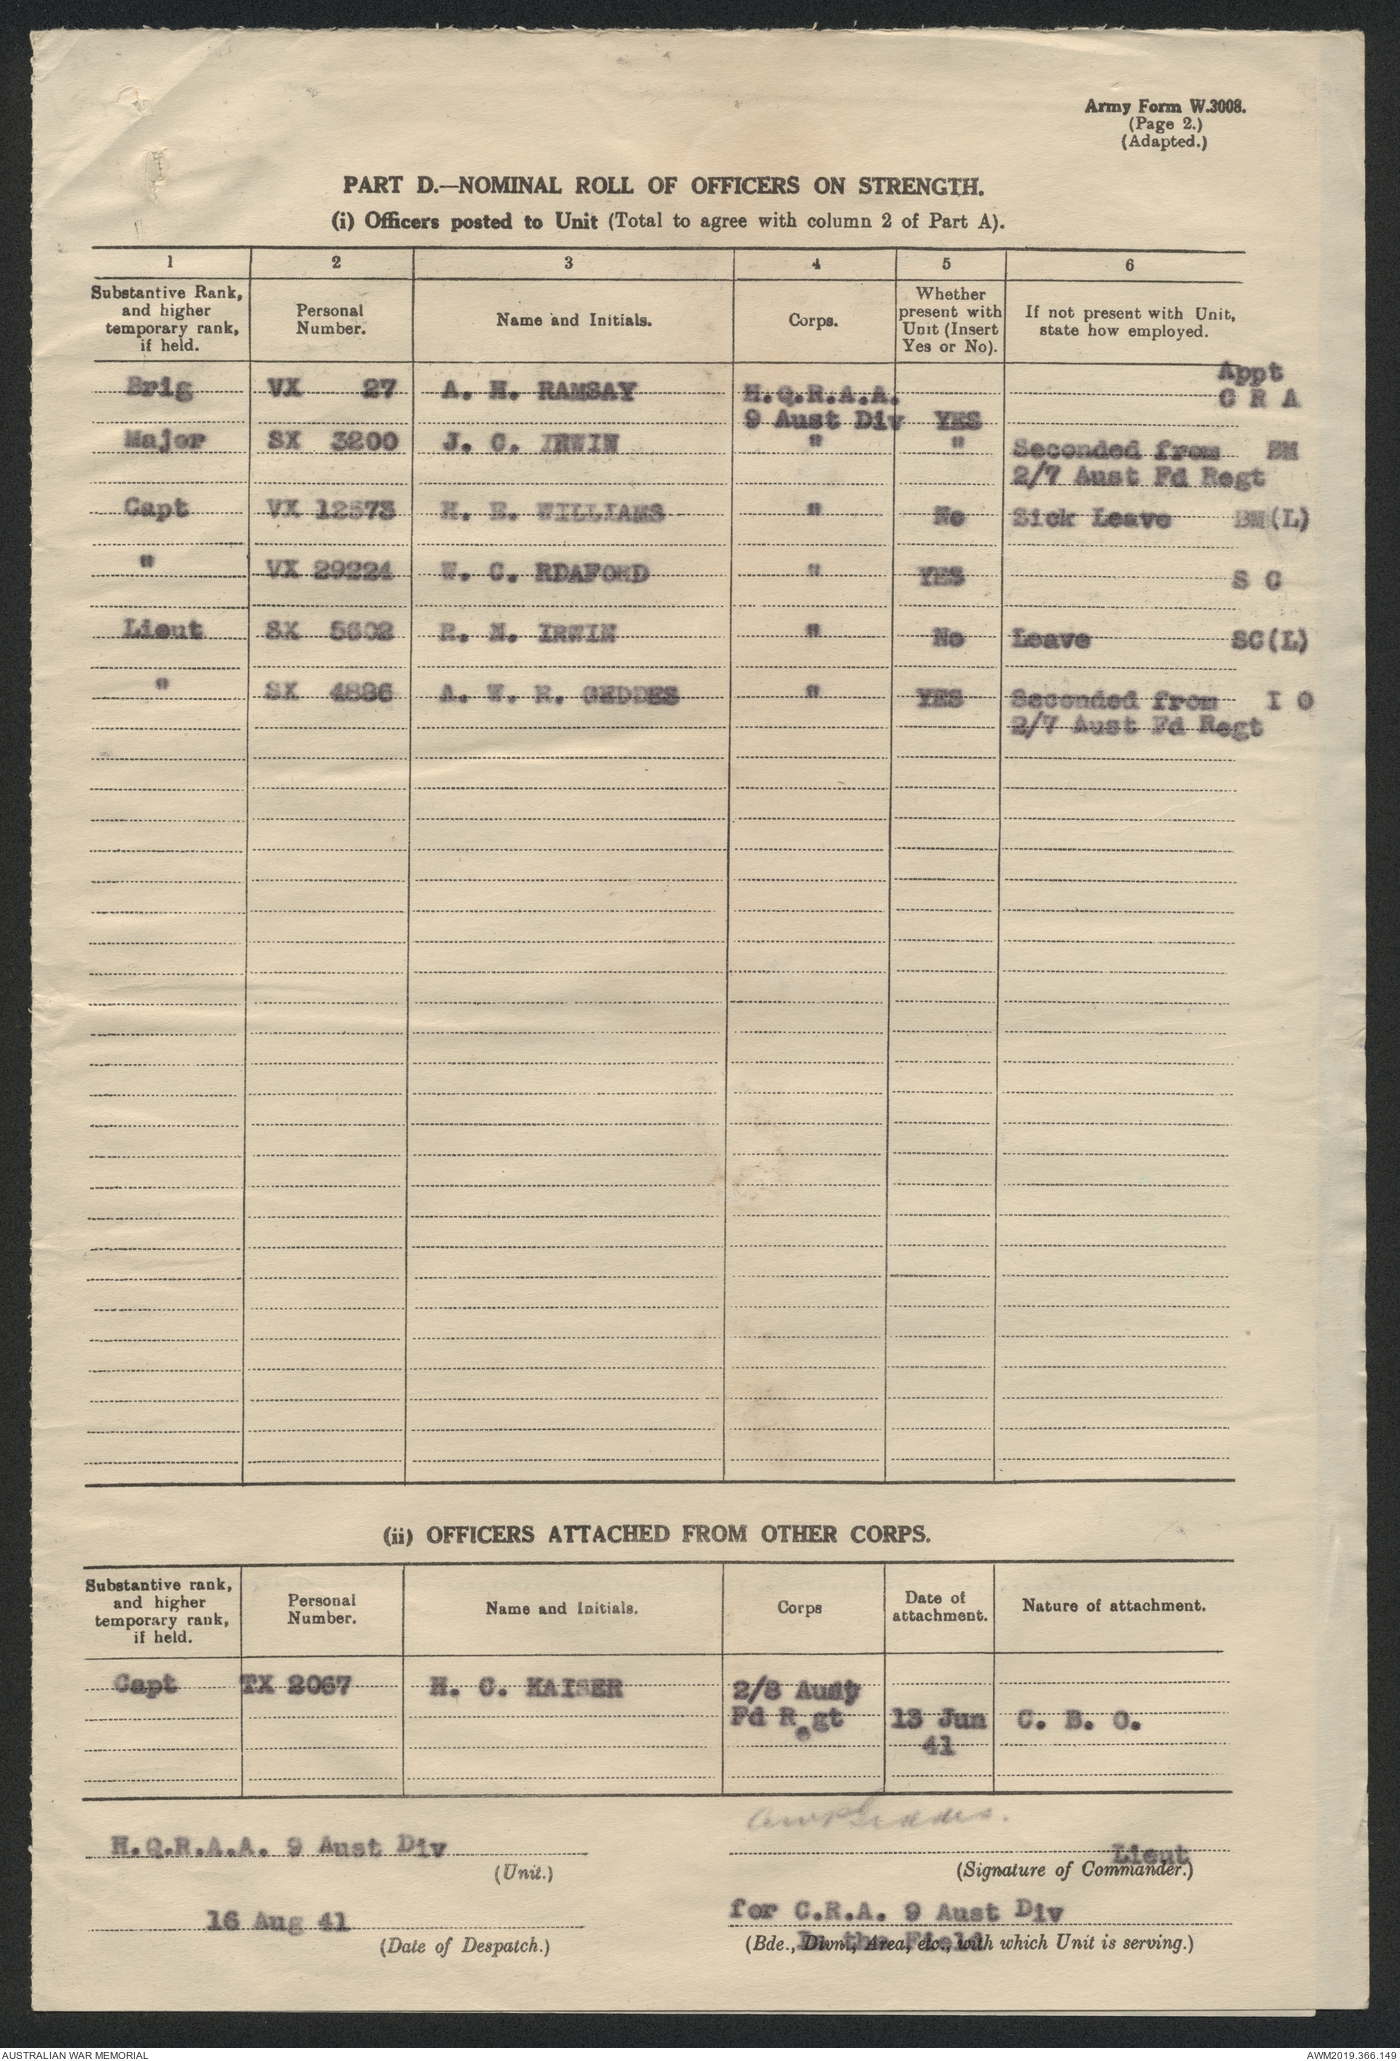 Army Form W.3008.
(Page 2.)
(Adapted.)
PART D.—NOMINAL ROLL OF OFFICERS ON STRENGTH.
(i) Officers posted to Unit (Total to agree with column 2 of Part A).
1 2 3 4 5 6
Substantive Rank, and higher temporary rank, if held. Personal Number. Name and Initials. Corps. Whether present with Unit (Insert Yes or No). If not present with Unit, state how employed.
Appt
Brig VX 27 A. H. RAMSAY H.Q.R.A.A. C R A
9 Aust Div YES
Major SX 3200 J. C. IRWIN " " Seconded from BM
2/7 Aust Fd Regt
Capt VX 12573 H. E. WILLIAMS " No Sick Leave BM(L)
" VX 29224 W. C. RDAFORD " YES S C
Lieut SX 5602 R. M. IRWIN " No Leave SC(L)
" SX 4886 A. W. R. GEDDES " YES Seconded from I O
2/7 Aust Fd Regt
(ii) OFFICERS ATTACHED FROM OTHER CORPS.
Substantive rank, and higher temporary rank, if held. Personal Number. Name and Initials. Corps Date of attachment. Nature of attachment.
Capt TX 2067 H. C. KAISER 2/8 Aust
Fd Regt 13 Jun C. B. O.
41
H.Q.R.A.A. 9 Aust Div
(Unit.)
AWRGeddes.
Lieut
(Signature of Commander.)
16 Aug 41
(Date of Despatch.)
for C.R.A. 9 Aust Div
In the Field
(Bde., Divn., Area, etc., with which Unit is serving.)
AUSTRALIAN WAR MEMORIAL AWM2019.366.149